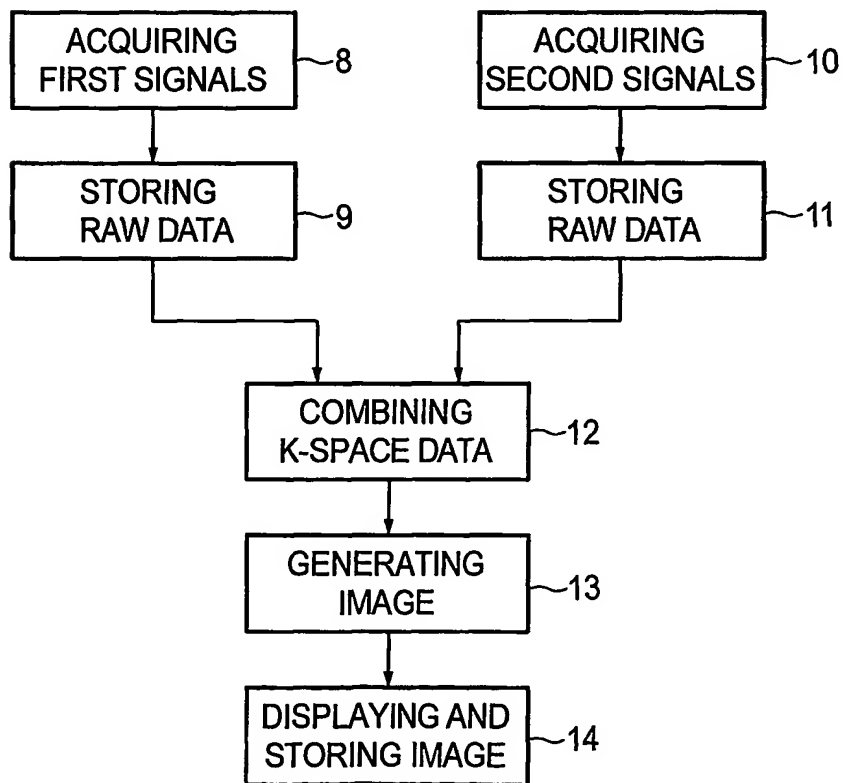 ACQUIRING
FIRST SIGNALS
8
ACQUIRING
SECOND SIGNALS
10
STORING
RAW DATA
9
STORING
RAW DATA
11
COMBINING
K-SPACE DATA
12
GENERATING
IMAGE
13
DISPLAYING AND
STORING IMAGE
14